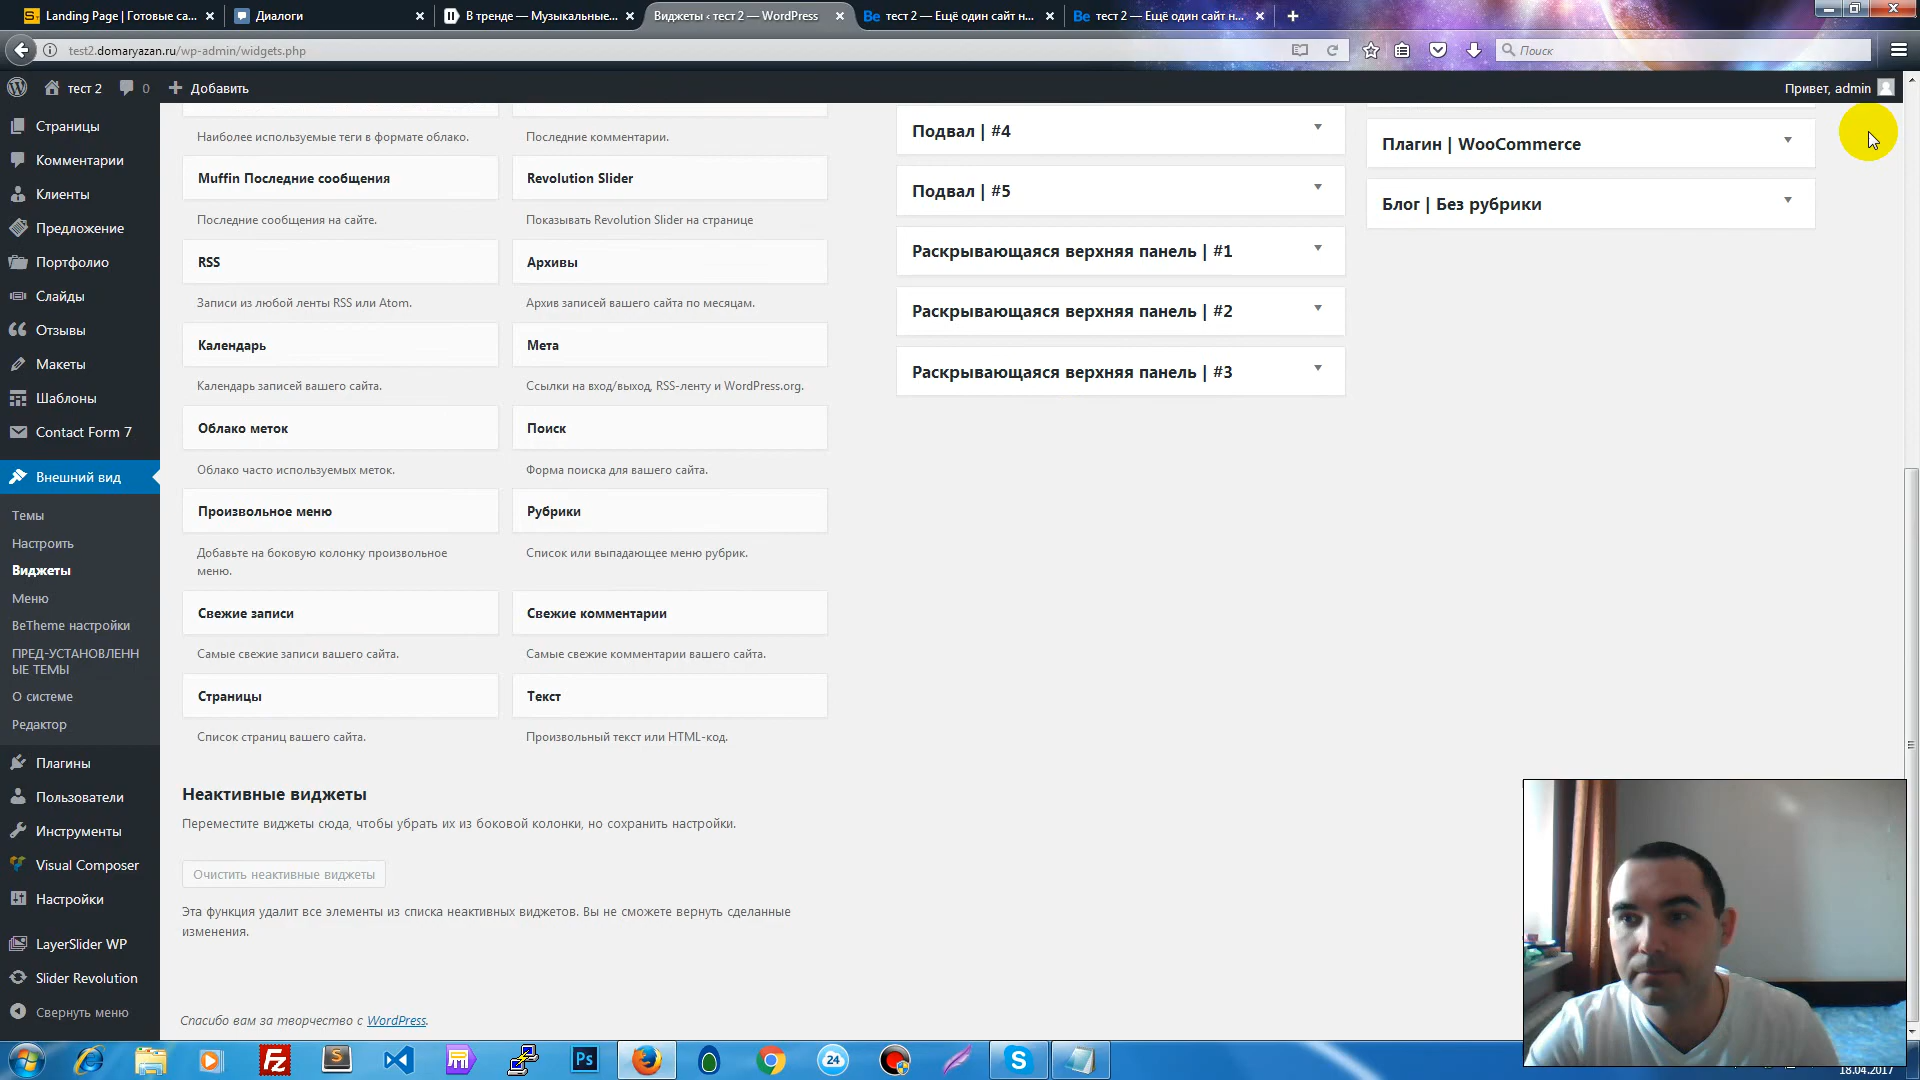 Landing Page | Готовые са...
Диалоги
В тренде — Музыкальные...
Виджеты ‹ тест 2 — WordPress
Be тест 2 — Ещё один сайт н...
Be тест 2 — Ещё один сайт н...
test2.domaryazan.ru/wp-admin/widgets.php
Поиск
тест 2
0
Добавить
Привет, admin
Страницы
Комментарии
Клиенты
Предложение
Портфолио
Слайды
Отзывы
Макеты
Шаблоны
Contact Form 7
Внешний вид
Темы
Настроить
Виджеты
Меню
BeTheme настройки
ПРЕД-УСТАНОВЛЕНН
ЫЕ ТЕМЫ
О системе
Редактор
Плагины
Пользователи
Инструменты
Visual Composer
Настройки
LayerSlider WP
Slider Revolution
Свернуть меню
Наиболее используемые теги в формате облако.
Последние комментарии.
Muffin Последние сообщения
Revolution Slider
Последние сообщения на сайте.
Показывать Revolution Slider на странице
RSS
Архивы
Записи из любой ленты RSS или Atom.
Архив записей вашего сайта по месяцам.
Календарь
Мета
Календарь записей вашего сайта.
Ссылки на вход/выход, RSS-ленту и WordPress.org.
Облако меток
Поиск
Облако часто используемых меток.
Форма поиска для вашего сайта.
Произвольное меню
Рубрики
Добавьте на боковую колонку произвольное
меню.
Список или выпадающее меню рубрик.
Свежие записи
Свежие комментарии
Самые свежие записи вашего сайта.
Самые свежие комментарии вашего сайта.
Страницы
Текст
Список страниц вашего сайта.
Произвольный текст или HTML-код.
Неактивные виджеты
Переместите виджеты сюда, чтобы убрать их из боковой колонки, но сохранить настройки.
Очистить неактивные виджеты
Эта функция удалит все элементы из списка неактивных виджетов. Вы не сможете вернуть сделанные
изменения.
Спасибо вам за творчество с WordPress.
Подвал | #4
Подвал | #5
Раскрывающаяся верхняя панель | #1
Раскрывающаяся верхняя панель | #2
Раскрывающаяся верхняя панель | #3
Плагин | WooCommerce
Блог | Без рубрики
Ps
24
18.04.2017